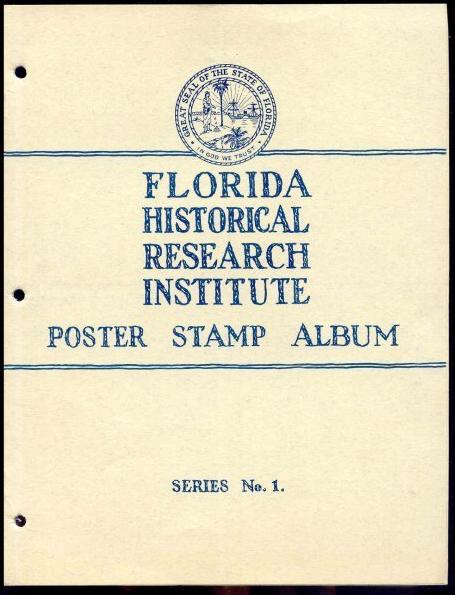 GREAT SEAL OF THE STATE OF FLORIDA
IN GOD WE TRUST
FLORIDA
HISTORICAL
RESEARCH
INSTITUTE
POSTER STAMP ALBUM
SERIES No. 1.